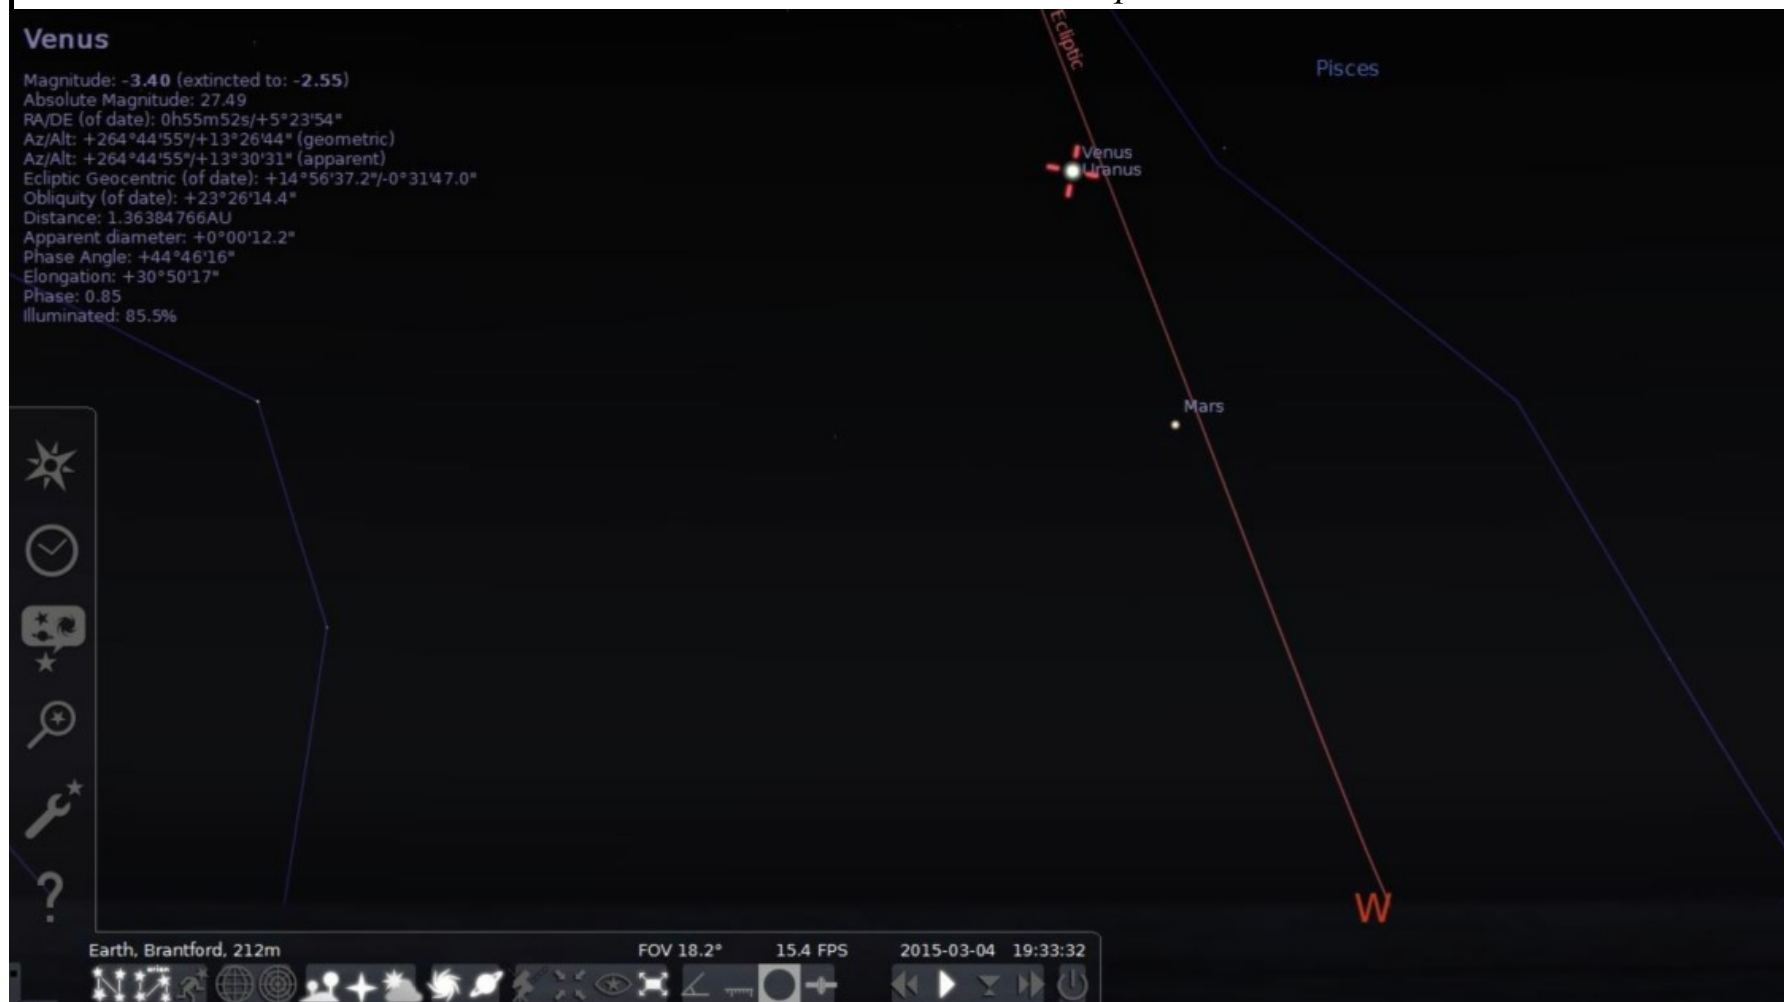 Venus
Magnitude: -3.40 (extincted to: -2.55)
Absolute Magnitude: 27.49
RA/DE (of date): 0h55m52s/+5°23'54"
Az/Alt: +264°44'55"/+13°26'44" (geometric)
Az/Alt: +264°44'55"/+13°30'31" (apparent)
Ecliptic Geocentric (of date): +14°56'37.2"/-0°31'47.0"
Obliquity (of date): +23°26'14.4"
Distance: 1.36384766AU
Apparent diameter: +0°00'12.2"
Phase Angle: +44°46'16"
Elongation: +30°50'17"
Phase: 0.85
Illuminated: 85.5%
Ecliptic
Pisces
Venus
Uranus
Mars
W
Earth, Brantford, 212m FOV 18.2° 15.4 FPS 2015-03-04 19:33:32